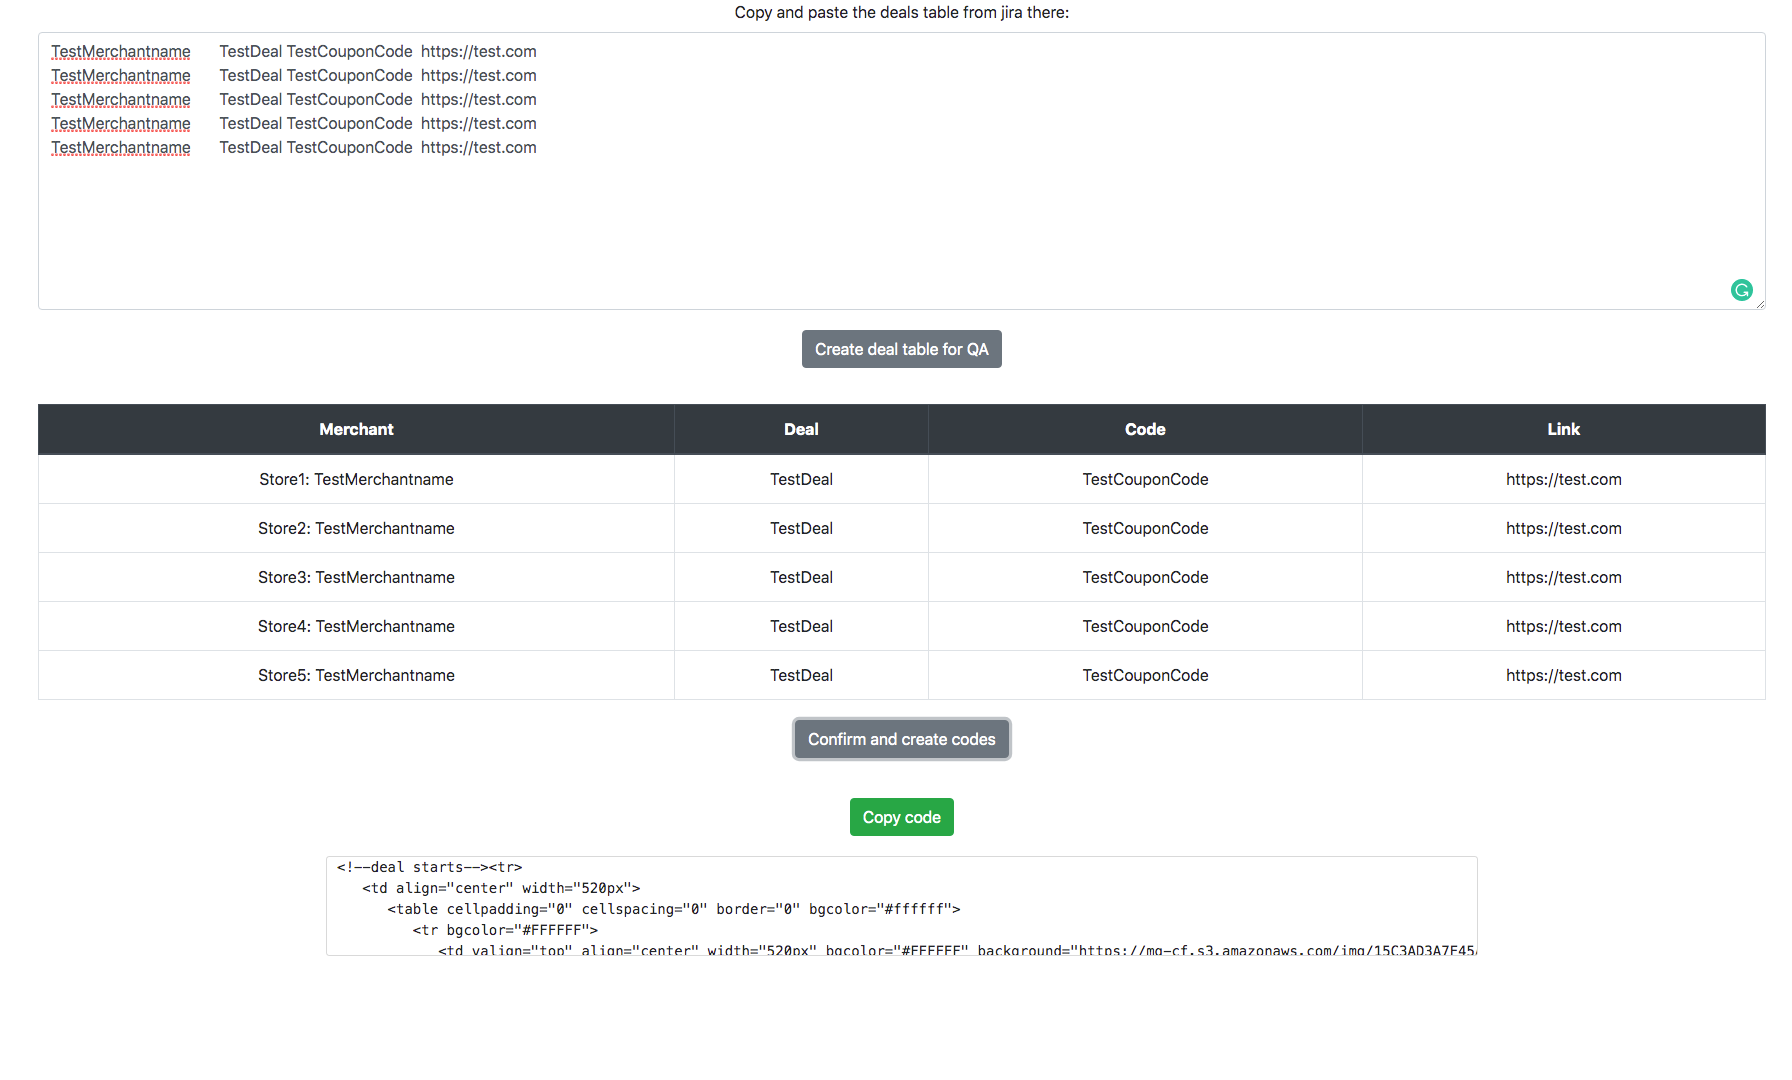 Copy and paste the deals table from jira there:
TestMerchantname TestDeal TestCouponCode https://test.com
TestMerchantname TestDeal TestCouponCode https://test.com
TestMerchantname TestDeal TestCouponCode https://test.com
TestMerchantname TestDeal TestCouponCode https://test.com
TestMerchantname TestDeal TestCouponCode https://test.com
Create deal table for QA
Merchant Deal Code Link
Store1: TestMerchantname TestDeal TestCouponCode https://test.com
Store2: TestMerchantname TestDeal TestCouponCode https://test.com
Store3: TestMerchantname TestDeal TestCouponCode https://test.com
Store4: TestMerchantname TestDeal TestCouponCode https://test.com
Store5: TestMerchantname TestDeal TestCouponCode https://test.com
Confirm and create codes
Copy code
<!--deal starts--><tr>
<td align="center" width="520px">
<table cellpadding="0" cellspacing="0" border="0" bgcolor="#ffffff">
<tr bgcolor="#FFFFFF">
<td valign="top" align="center" width="520px" bgcolor="#FFFFFF" background="https://mg-cf.s3.amazonaws.com/img/15C3AD3A7F45/